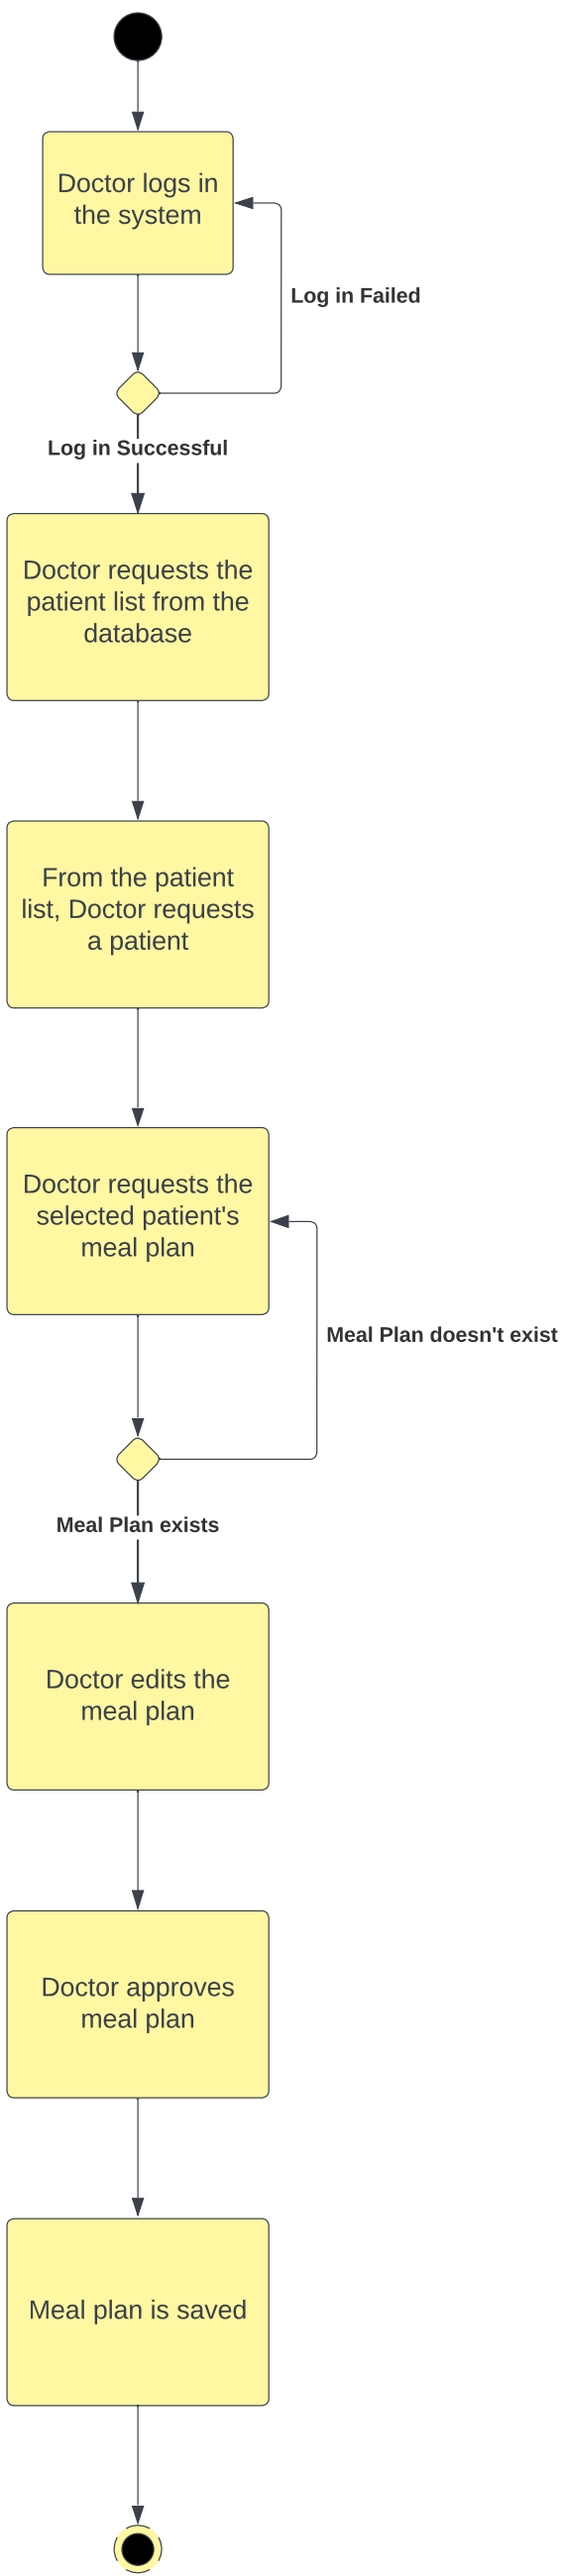 Doctor logs in
the system
Log in Failed
Log in Successful
Doctor requests the
patient list from the
database
From the patient
list, Doctor requests
a patient
Doctor requests the
selected patient's
meal plan
Meal Plan doesn't exist
Meal Plan exists
Doctor edits the
meal plan
Doctor approves
meal plan
Meal plan is saved